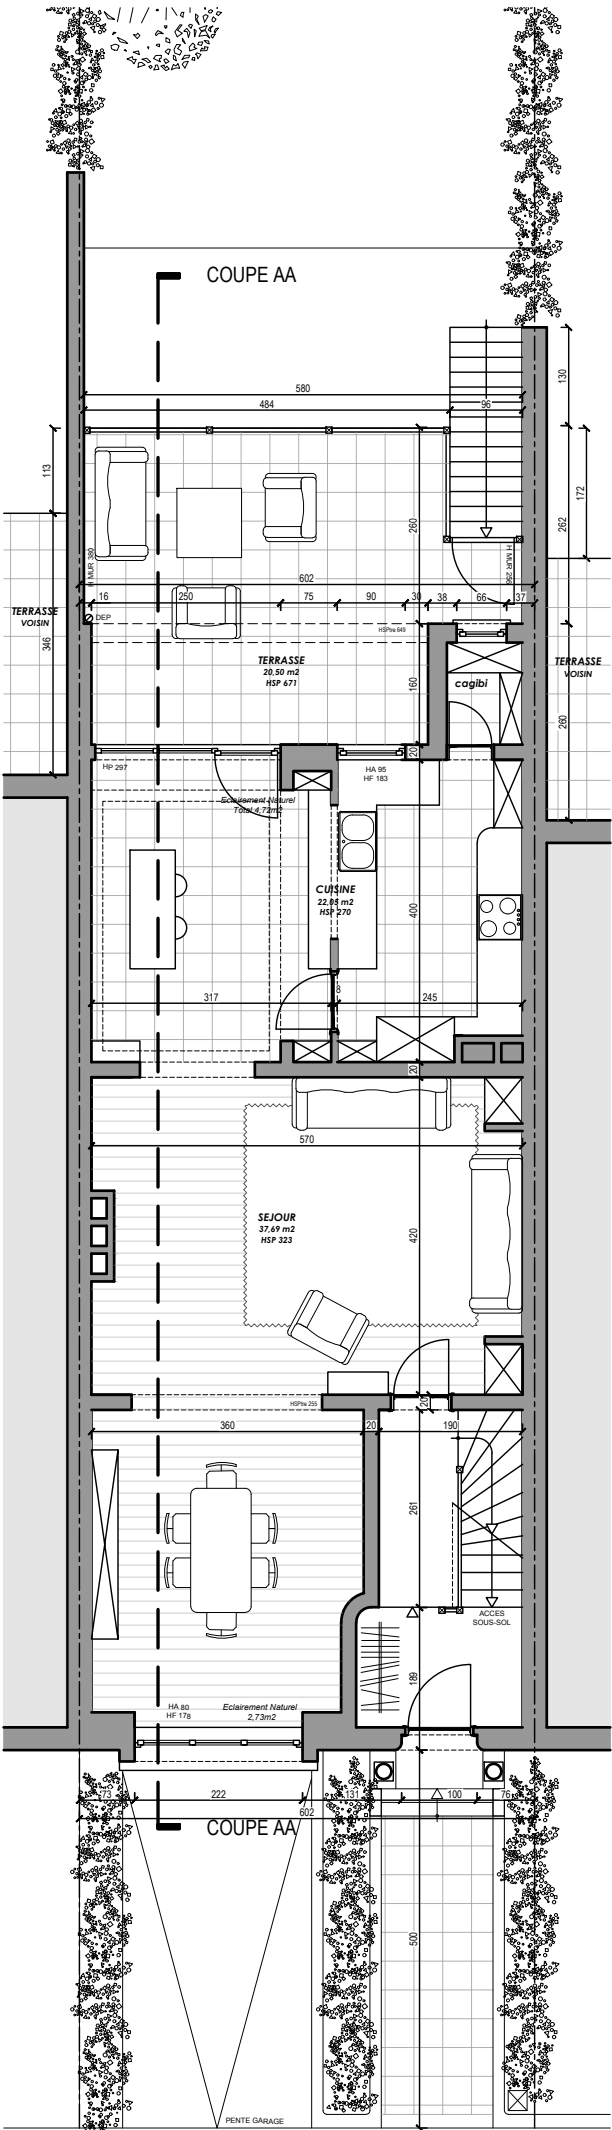 COUPE AA
580
484
96
130
113
260
262
172
H MUR 380
H MUR 256
602
16
250
75
90
30
38
66
37
DEP
HSPtre 649
TERRASSE
VOISIN
346
TERRASSE
20,50 m2
HSP 671
160
cagibi
TERRASSE
VOISIN
260
20
HP 297
HA 95
HF 183
Eclairement Naturel
Total 4,72m2
CUISINE
22,05 m2
HSP 270
400
317
8
245
20
570
SEJOUR
37,69 m2
HSP 323
420
HSPtre 255
20
360
20
190
261
ACCES
SOUS-SOL
189
HA 80
HF 178
Eclairement Naturel
2,73m2
73
222
131
100
76
602
COUPE AA
500
PENTE GARAGE